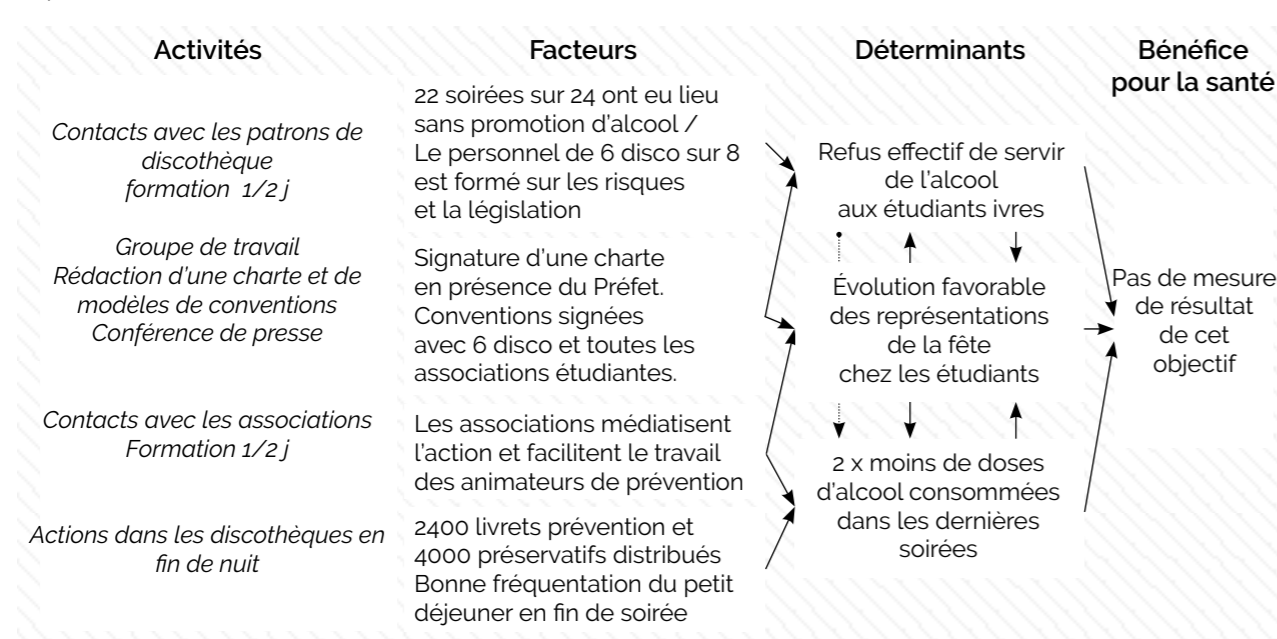 Activités
Facteurs
Déterminants
Bénéfice
pour la santé
Contacts avec les patrons de
discothèque
formation 1/2 j
22 soirées sur 24 ont eu lieu
sans promotion d'alcool /
Le personnel de 6 disco sur 8
est formé sur les risques
et la législation
Groupe de travail
Rédaction d'une charte et de
modèles de conventions
Conférence de presse
Signature d'une charte
en présence du Préfet.
Conventions signées
avec 6 disco et toutes les
associations étudiantes.
Contacts avec les associations
Formation 1/2 j
Les associations médiatisent
l'action et facilitent le travail
des animateurs de prévention
Actions dans les discothèques en
fin de nuit
2400 livrets prévention et
4000 préservatifs distribués
Bonne fréquentation du petit
déjeuner en fin de soirée
Refus effectif de servir
de l'alcool
aux étudiants ivres
Évolution favorable
des représentations
de la fête
chez les étudiants
2 x moins de doses
d'alcool consommées
dans les dernières
soirées
Pas de mesure
de résultat
de cet
objectif